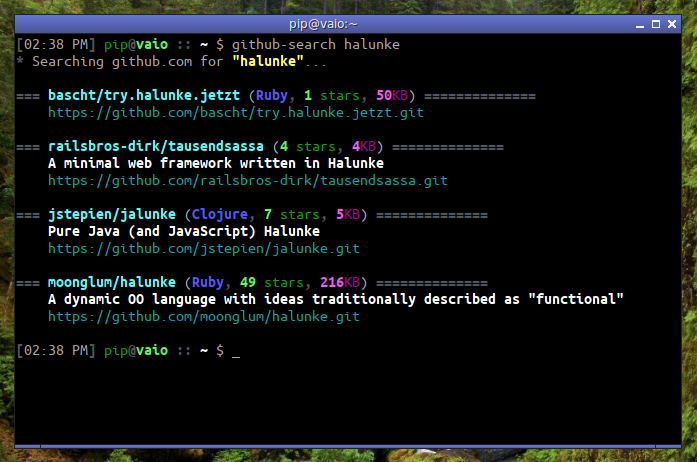 pip@vaio:~
[02:38 PM] pip@vaio :: ~ $ github-search halunke
* Searching github.com for "halunke"...
=== bascht/try.halunke.jetzt (Ruby, 1 stars, 50KB) ==============
https://github.com/bascht/try.halunke.jetzt.git
=== railsbros-dirk/tausendsassa (4 stars, 4KB) ==============
A minimal web framework written in Halunke
https://github.com/railsbros-dirk/tausendsassa.git
=== jstepien/jalunke (Clojure, 7 stars, 5KB) ==============
Pure Java (and JavaScript) Halunke
https://github.com/jstepien/jalunke.git
=== moonglum/halunke (Ruby, 49 stars, 216KB) ==============
A dynamic OO language with ideas traditionally described as "functional"
https://github.com/moonglum/halunke.git
[02:38 PM] pip@vaio :: ~ $ _